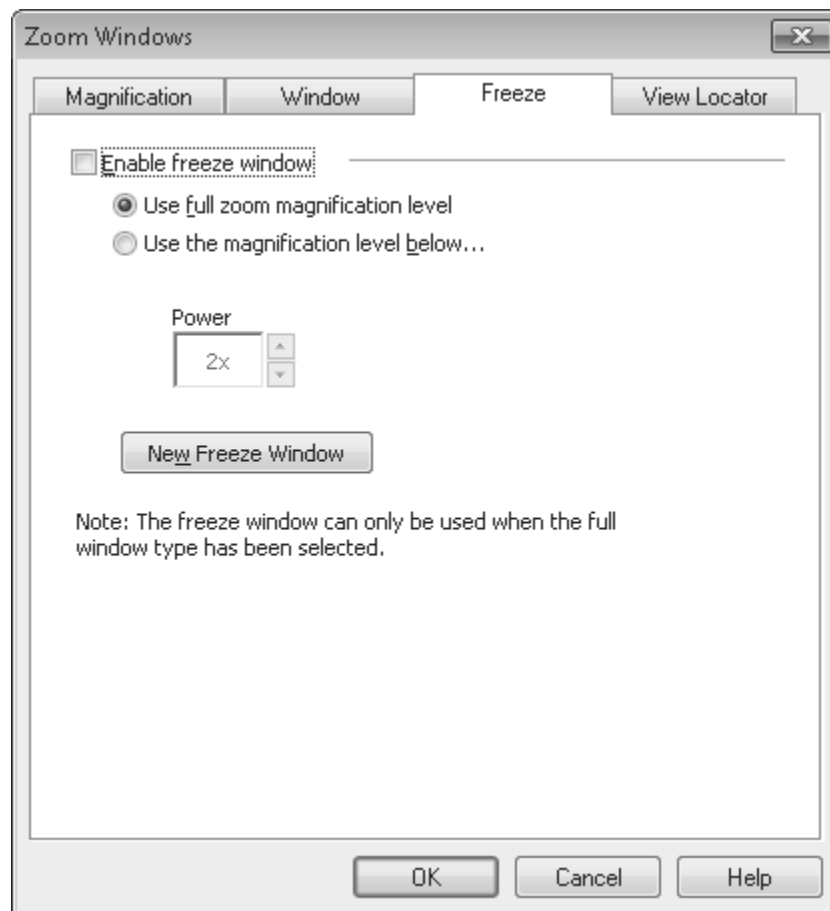 Zoom Windows
Magnification Window Freeze View Locator
Enable freeze window
Use full zoom magnification level
Use the magnification level below...
Power
2x
New Freeze Window
Note: The freeze window can only be used when the full
window type has been selected.
OK Cancel Help